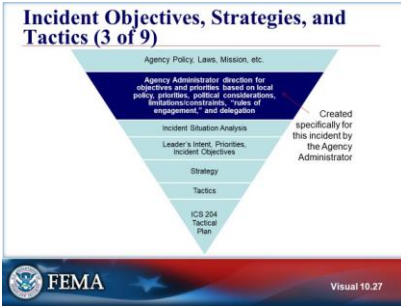 Incident Objectives, Strategies, and
Tactics (3 of 9)
Agency Policy, Laws, Mission, etc.
Agency Administrator direction for
objectives and priorities based on local
policy, priorities, political considerations,
limitations/constraints, "rules of
engagement," and delegation
Created
specifically for
this incident by
the Agency
Administrator
Incident Situation Analysis
Leader's Intent, Priorities,
Incident Objectives
Strategy
Tactics
ICS 204
Tactical
Plan
FEMA
Visual 10.27